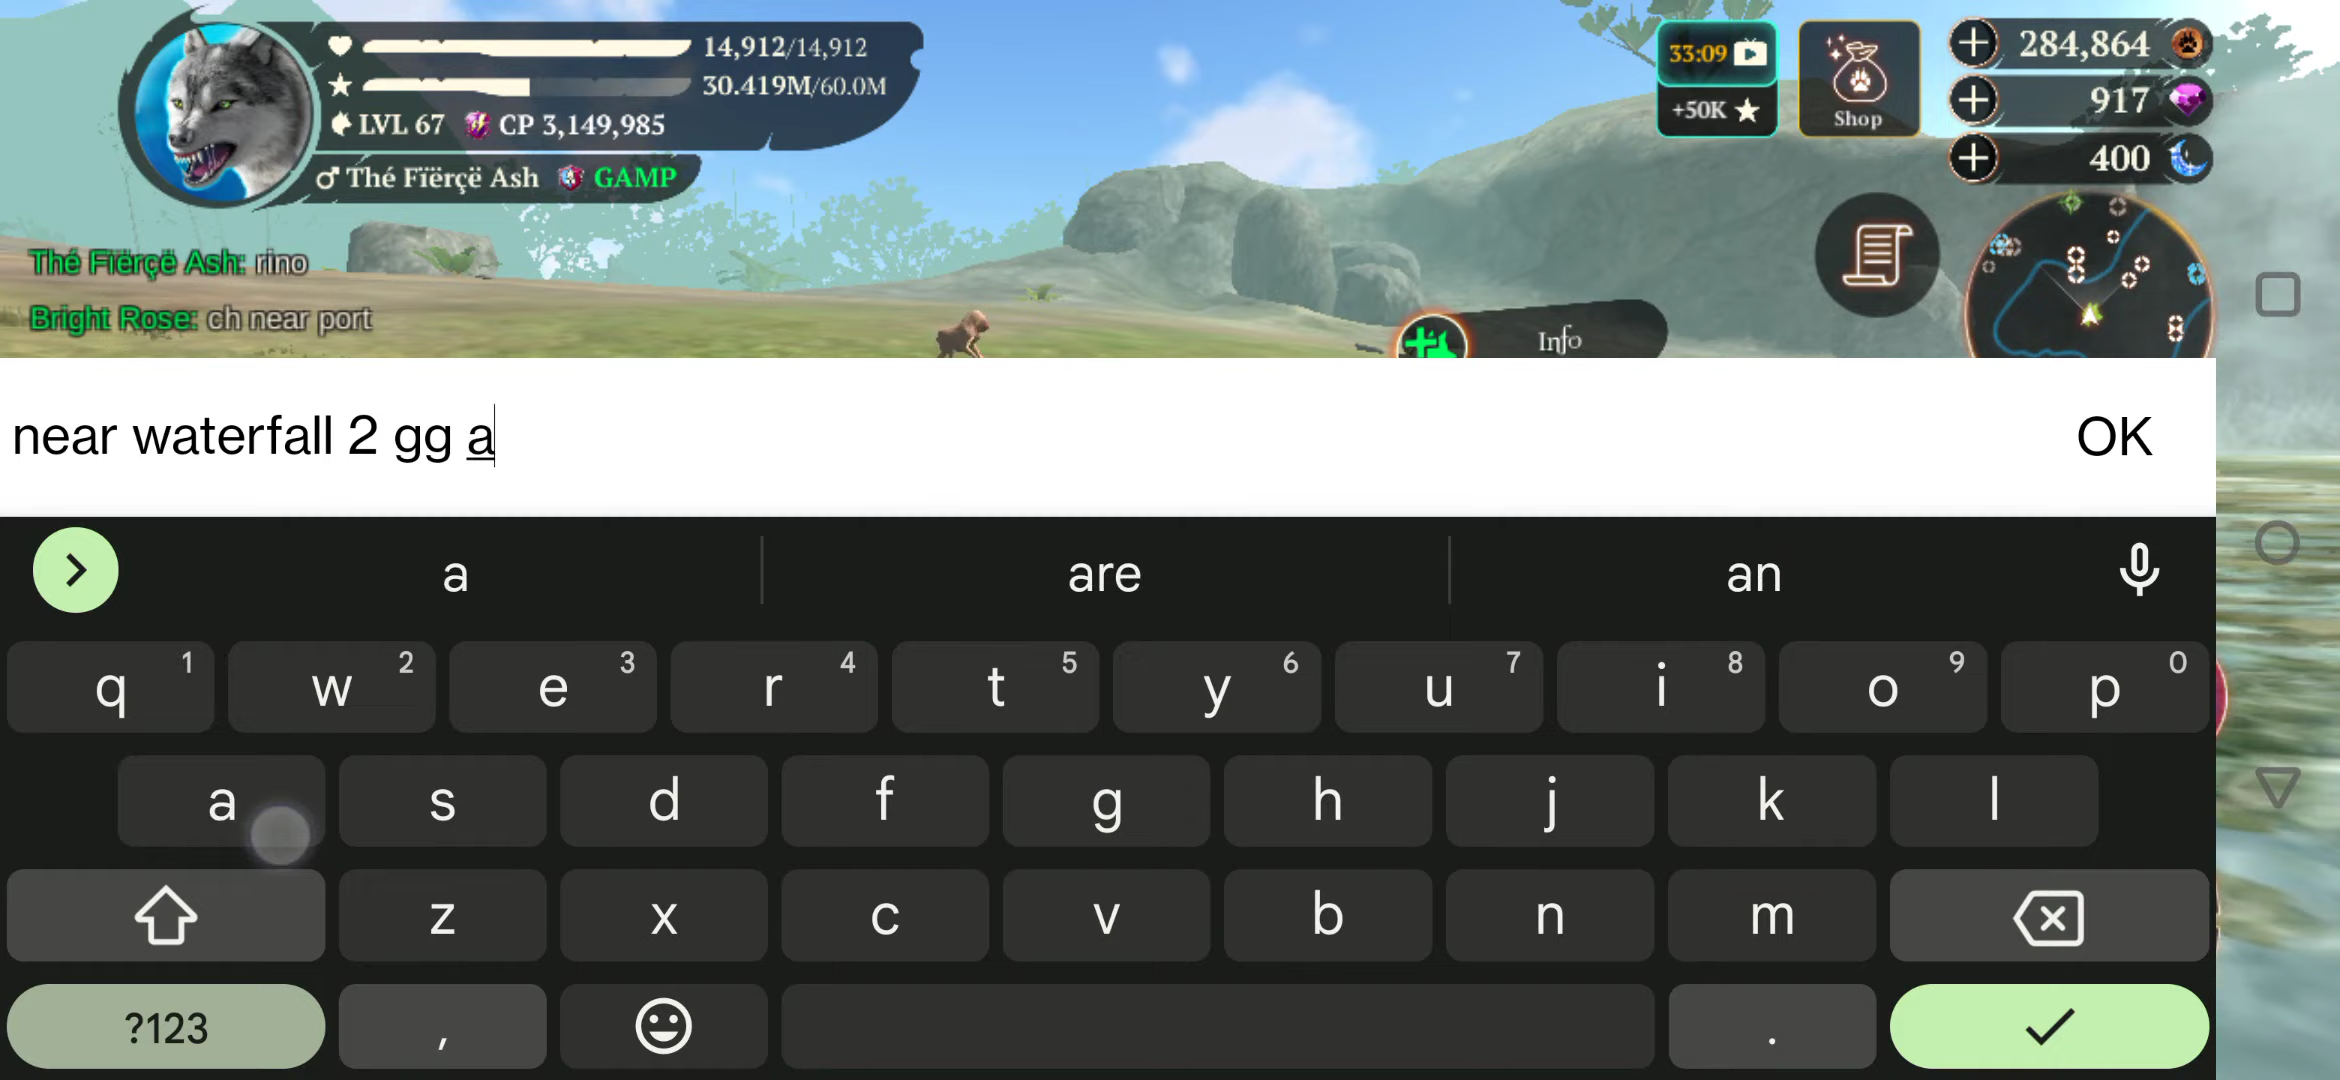 14,912/14,912
30.419M/60.0M
LVL 67 CP 3,149,985
Thé Fïërçë Ash GAMP
33:09
+50K
Shop
284,864
917
400
Thé Fïërçë Ash: rino
Bright Rose: ch near port
Info
near waterfall 2 gg a
OK
a are an
q 1 w 2 e 3 r 4 t 5 y 6 u 7 i 8 o 9 p 0
a s d f g h j k l
z x c v b n m
?123 , .